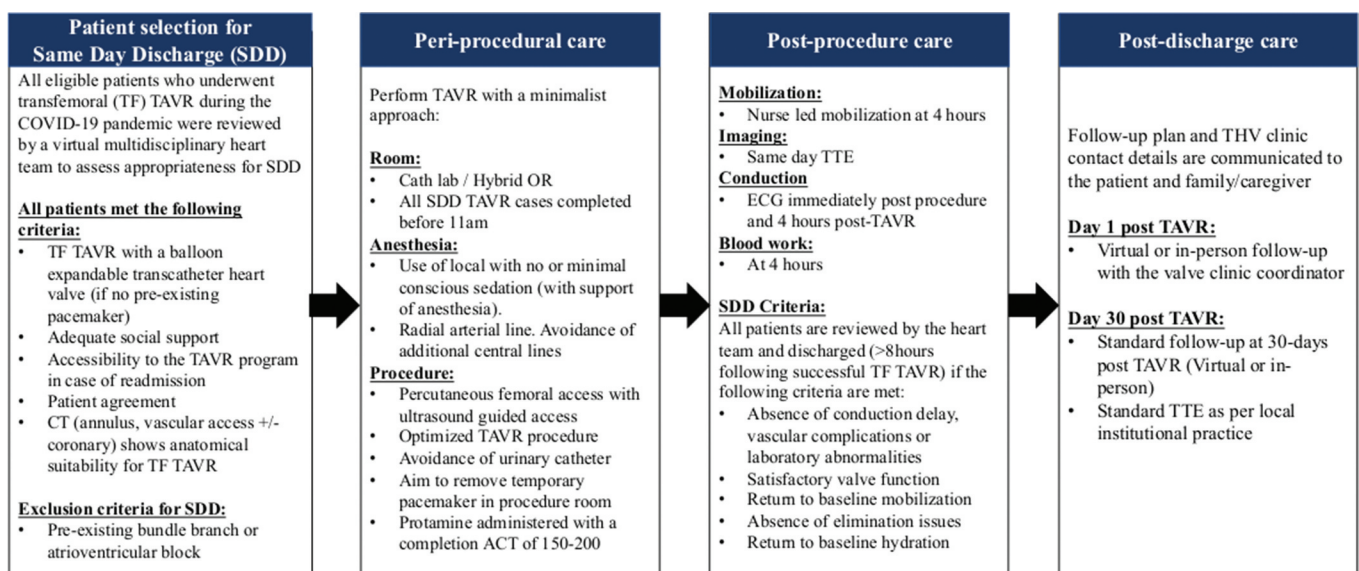 Patient selection for
Same Day Discharge (SDD)
All eligible patients who underwent
transfemoral (TF) TAVR during the
COVID-19 pandemic were reviewed
by a virtual multidisciplinary heart
team to assess appropriateness for SDD
All patients met the following
criteria:
• TF TAVR with a balloon
expandable transcatheter heart
valve (if no pre-existing
pacemaker)
• Adequate social support
• Accessibility to the TAVR program
in case of readmission
• Patient agreement
• CT (annulus, vascular access +/-
coronary) shows anatomical
suitability for TF TAVR
Exclusion criteria for SDD:
• Pre-existing bundle branch or
atrioventricular block
Peri-procedural care
Perform TAVR with a minimalist
approach:
Room:
• Cath lab / Hybrid OR
• All SDD TAVR cases completed
before 11am
Anesthesia:
• Use of local with no or minimal
conscious sedation (with support
of anesthesia).
• Radial arterial line. Avoidance of
additional central lines
Procedure:
• Percutaneous femoral access with
ultrasound guided access
• Optimized TAVR procedure
• Avoidance of urinary catheter
• Aim to remove temporary
pacemaker in procedure room
• Protamine administered with a
completion ACT of 150-200
Post-procedure care
Mobilization:
• Nurse led mobilization at 4 hours
Imaging:
• Same day TTE
Conduction
• ECG immediately post procedure
and 4 hours post-TAVR
Blood work:
• At 4 hours
SDD Criteria:
All patients are reviewed by the heart
team and discharged (>8hours
following successful TF TAVR) if the
following criteria are met:
• Absence of conduction delay,
vascular complications or
laboratory abnormalities
• Satisfactory valve function
• Return to baseline mobilization
• Absence of elimination issues
• Return to baseline hydration
Post-discharge care
Follow-up plan and THV clinic
contact details are communicated to
the patient and family/caregiver
Day 1 post TAVR:
• Virtual or in-person follow-up
with the valve clinic coordinator
Day 30 post TAVR:
• Standard follow-up at 30-days
post TAVR (Virtual or in-
person)
• Standard TTE as per local
institutional practice